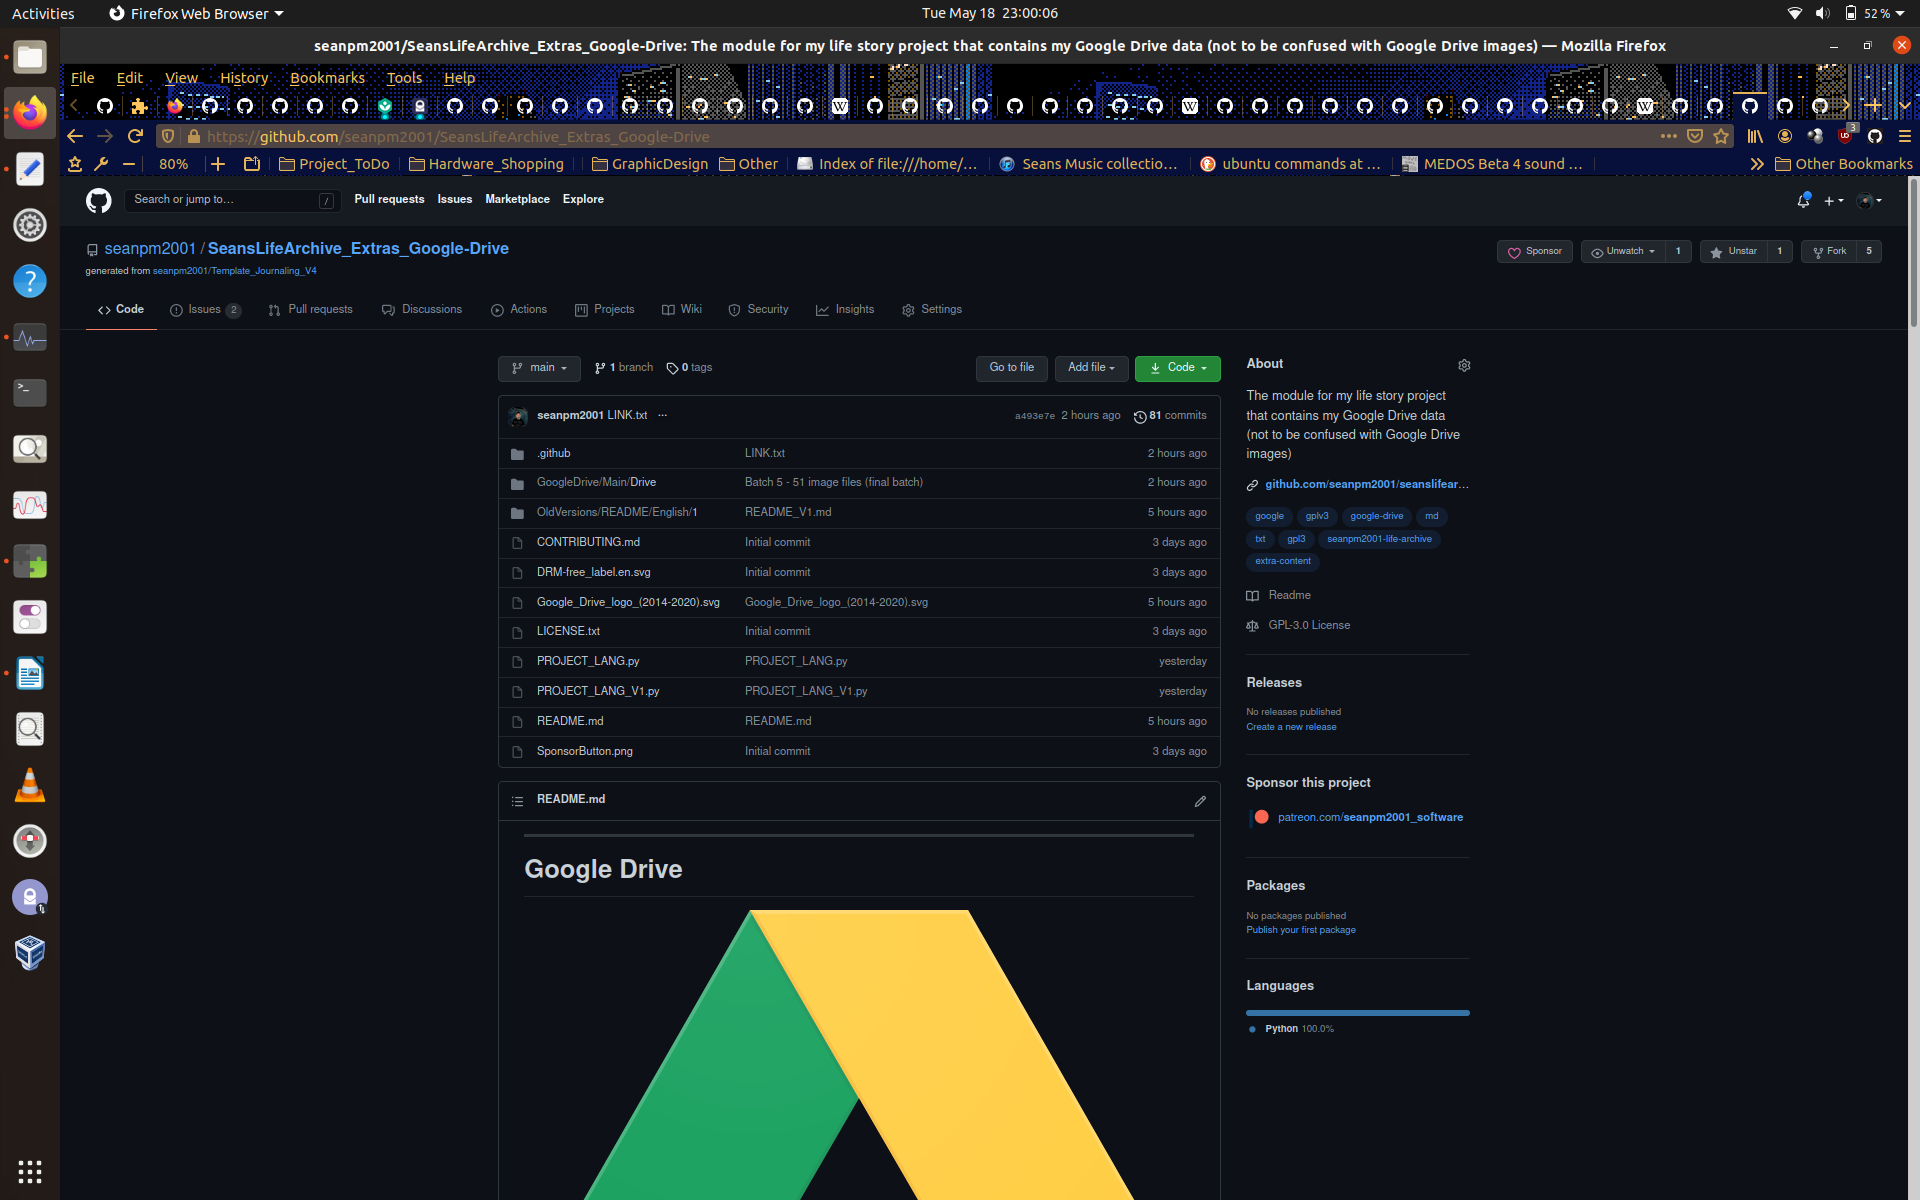 Activities
Firefox Web Browser
Tue May 18 23:00:06
52 %
seanpm2001/SeansLifeArchive_Extras_Google-Drive: The module for my life story project that contains my Google Drive data (not to be confused with Google Drive images) — Mozilla Firefox
File Edit View History Bookmarks Tools Help
https://github.com/seanpm2001/SeansLifeArchive_Extras_Google-Drive
3
80%
Project_ToDo
Hardware_Shopping
GraphicDesign
Other
Index of file:///home/...
Seans Music collectio...
ubuntu commands at ...
MEDOS Beta 4 sound ...
Other Bookmarks
Search or jump to...
/
Pull requests Issues Marketplace Explore
seanpm2001 / SeansLifeArchive_Extras_Google-Drive
Sponsor
Unwatch 1
Unstar 1
Fork 5
generated from seanpm2001/Template_Journaling_V4
Code
Issues 2
Pull requests
Discussions
Actions
Projects
Wiki
Security
Insights
Settings
main
1 branch
0 tags
Go to file
Add file
Code
seanpm2001 LINK.txt ...
a493e7e 2 hours ago
81 commits
.github LINK.txt 2 hours ago
GoogleDrive/Main/Drive Batch 5 - 51 image files (final batch) 2 hours ago
OldVersions/README/English/1 README_V1.md 5 hours ago
CONTRIBUTING.md Initial commit 3 days ago
DRM-free_label.en.svg Initial commit 3 days ago
Google_Drive_logo_(2014-2020).svg Google_Drive_logo_(2014-2020).svg 5 hours ago
LICENSE.txt Initial commit 3 days ago
PROJECT_LANG.py PROJECT_LANG.py yesterday
PROJECT_LANG_V1.py PROJECT_LANG_V1.py yesterday
README.md README.md 5 hours ago
SponsorButton.png Initial commit 3 days ago
README.md
Google Drive
About
The module for my life story project
that contains my Google Drive data
(not to be confused with Google Drive
images)
github.com/seanpm2001/seanslifear...
google gplv3 google-drive md
txt gpl3 seanpm2001-life-archive
extra-content
Readme
GPL-3.0 License
Releases
No releases published
Create a new release
Sponsor this project
patreon.com/seanpm2001_software
Packages
No packages published
Publish your first package
Languages
Python 100.0%